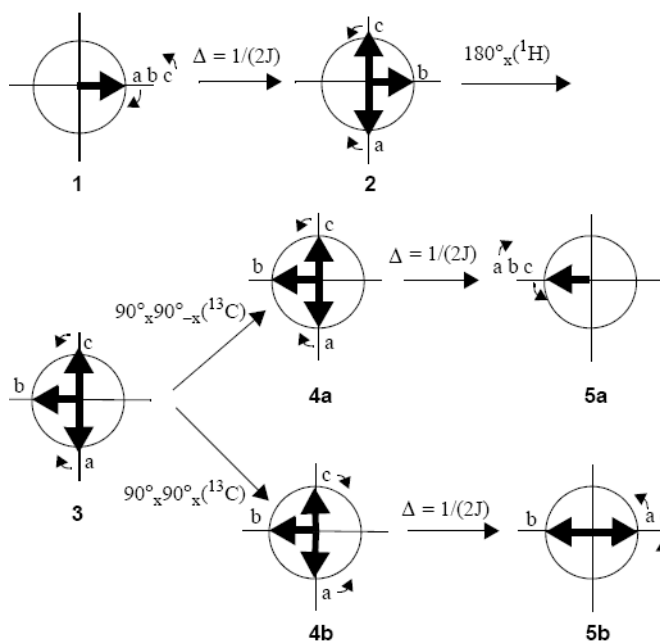 c
a b c
Δ = 1/(2J)
b
180°x(¹H)
a
1
2
c
b
Δ = 1/(2J)
a b c
90°x90°-x(¹³C)
a
c
b
4a
5a
a
3
90°x90°x(¹³C)
c
b
Δ = 1/(2J)
b
a
a
4b
5b